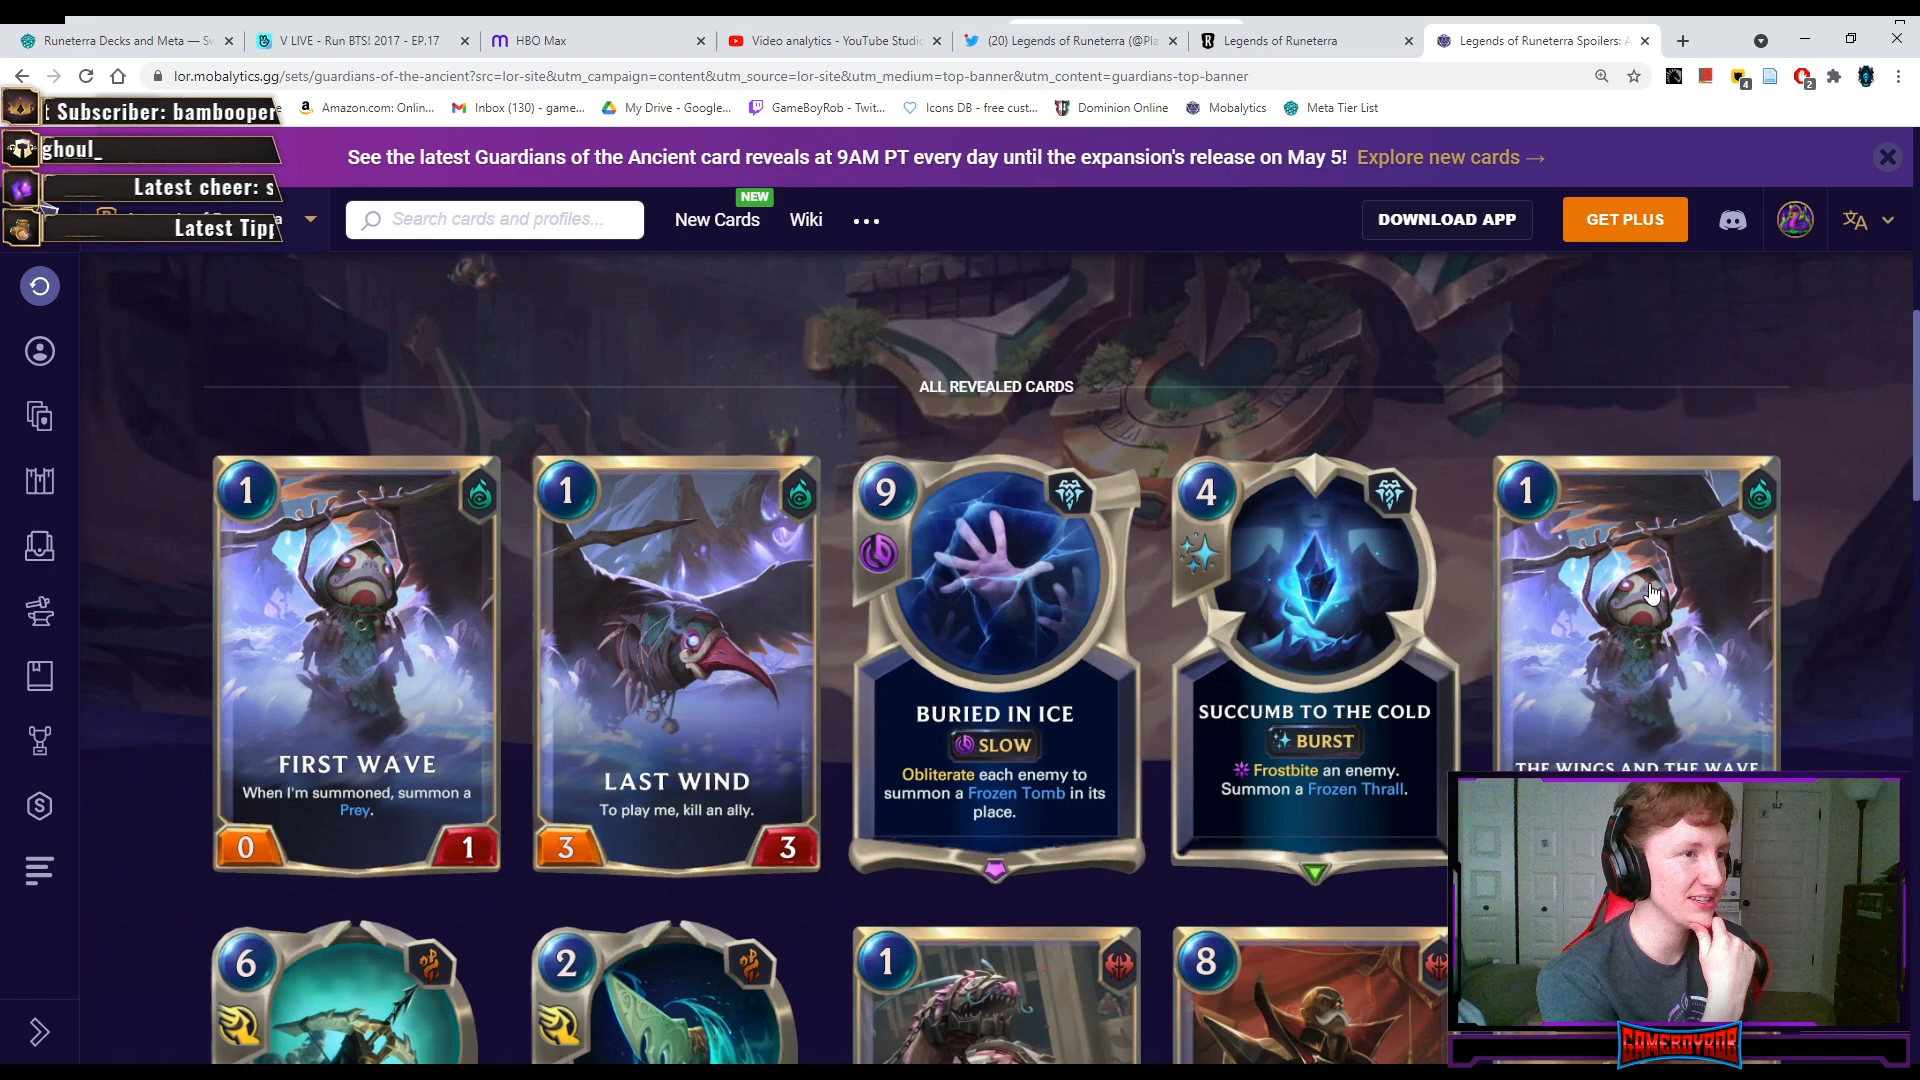 Runeterra Decks and Meta — Sw
V LIVE - Run BTS! 2017 - EP.17
HBO Max
Video analytics - YouTube Studio
(20) Legends of Runeterra (@Pla
Legends of Runeterra
Legends of Runeterra Spoilers: A
lor.mobalytics.gg/sets/guardians-of-the-ancient?src=lor-site&utm_campaign=content&utm_source=lor-site&utm_medium=top-banner&utm_content=guardians-top-banner
4
2
Subscriber: bambooper
Amazon.com: Onlin...
Inbox (130) - game...
My Drive - Google...
GameBoyRob - Twit...
Icons DB - free cust...
Dominion Online
Mobalytics
Meta Tier List
ghoul_
See the latest Guardians of the Ancient card reveals at 9AM PT every day until the expansion's release on May 5! Explore new cards →
Latest cheer: s
Latest Tipp
Search cards and profiles...
NEW
New Cards
Wiki
DOWNLOAD APP
GET PLUS
ALL REVEALED CARDS
1
FIRST WAVE
When I'm summoned, summon a
Prey.
0
1
1
LAST WIND
To play me, kill an ally.
3
3
9
BURIED IN ICE
SLOW
Obliterate each enemy to
summon a Frozen Tomb in its
place.
4
SUCCUMB TO THE COLD
BURST
Frostbite an enemy.
Summon a Frozen Thrall.
1
THE WINGS AND THE WAVE
6
2
1
8
GAMEBOYROB